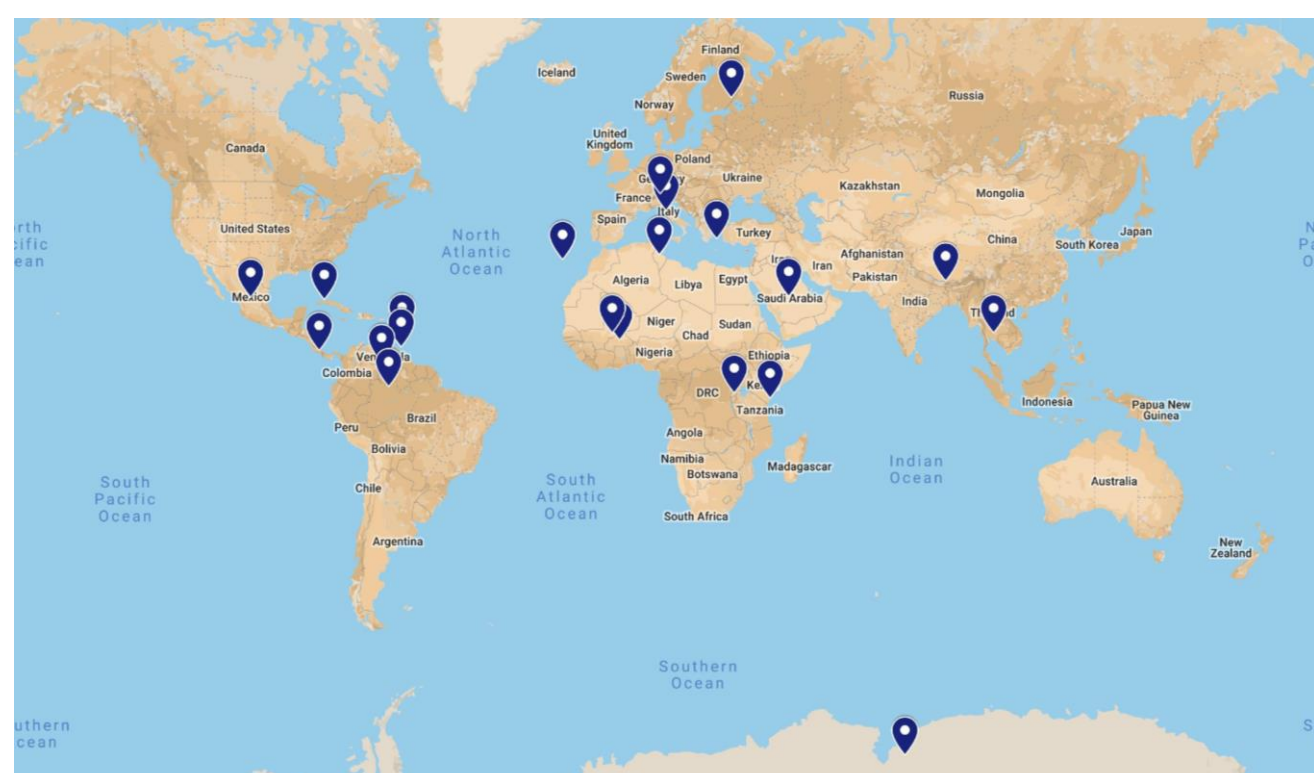 Finland
Iceland
Sweden
Russia
Norway
United
Kingdom
Canada
Poland
Ukraine
France
Kazakhstan
Mongolia
Italy
Spain
North
Atlantic
Ocean
United States
Turkey
Japan
China
South Korea
Afghanistan
Iran
Pakistan
Algeria
Libya
Egypt
Mexico
Saudi Arabia
India
Niger
Sudan
Chad
Nigeria
Ethiopia
Colombia
DRC
Indonesia
Papua New
Guinea
Tanzania
Brazil
Peru
Angola
Bolivia
Namibia
Botswana
Madagascar
Indian
Ocean
South
Pacific
Ocean
South
Atlantic
Ocean
Chile
Australia
South Africa
Argentina
New
Zealand
Southern
Ocean